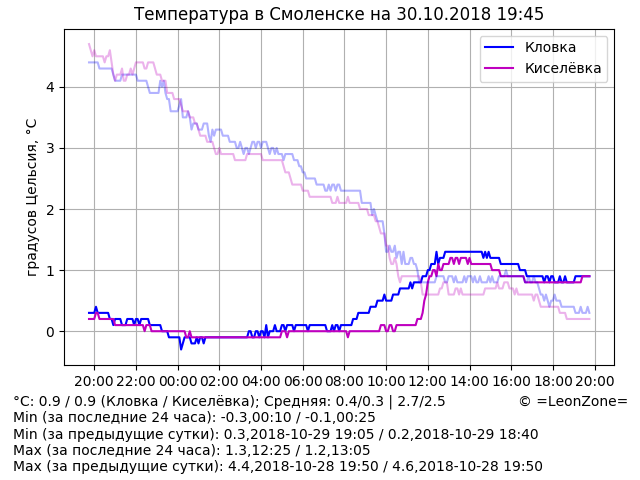 Температура в Смоленске на 30.10.2018 19:45
Кловка
Киселёвка
градусов Цельсия, °C
4
3
2
1
0
20:00 22:00 00:00 02:00 04:00 06:00 08:00 10:00 12:00 14:00 16:00 18:00 20:00
°C: 0.9 / 0.9 (Кловка / Киселёвка); Средняя: 0.4/0.3 | 2.7/2.5 © =LeonZone=
Min (за последние 24 часа): -0.3,00:10 / -0.1,00:25
Min (за предыдущие сутки): 0.3,2018-10-29 19:05 / 0.2,2018-10-29 18:40
Max (за последние 24 часа): 1.3,12:25 / 1.2,13:05
Max (за предыдущие сутки): 4.4,2018-10-28 19:50 / 4.6,2018-10-28 19:50